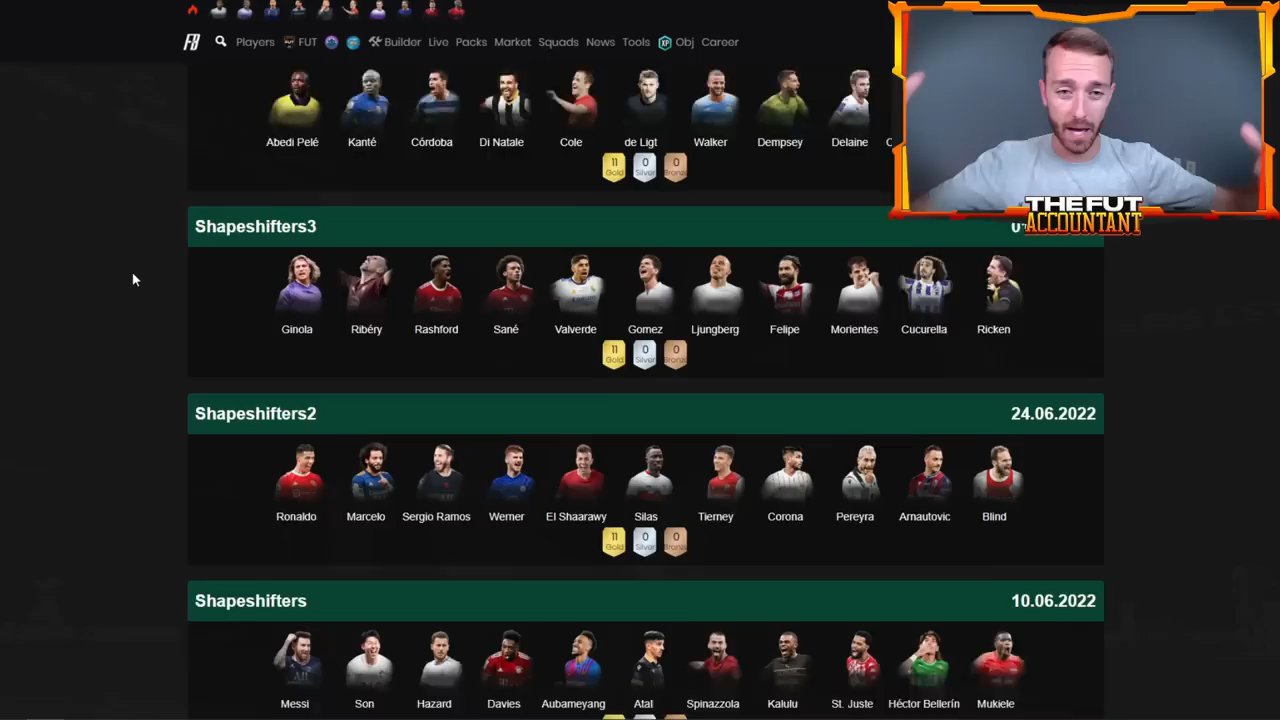 FB Players FUT Builder Live Packs Market Squads News Tools XP Obj Career
Abedi Pelé Kanté Córdoba Di Natale Cole de Ligt Walker Dempsey Delaine
11 0 0
Gold Silver Bronze
THE FUT
ACCOUNTANT
Shapeshifters3
Ginola Ribéry Rashford Sané Valverde Gomez Ljungberg Felipe Morientes Cucurella Ricken
11 0 0
Gold Silver Bronze
Shapeshifters2 24.06.2022
Ronaldo Marcelo Sergio Ramos Werner El Shaarawy Silas Tierney Corona Pereyra Arnautovic Blind
11 0 0
Gold Silver Bronze
Shapeshifters 10.06.2022
Messi Son Hazard Davies Aubameyang Atal Spinazzola Kalulu St. Juste Héctor Bellerín Mukiele